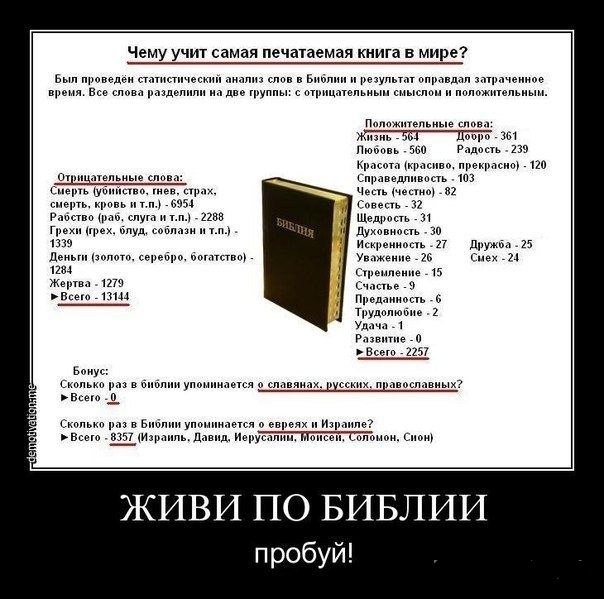 Чему учит самая печатаемая книга в мире?
Был проведён статистический анализ слов в Библии и результат оправдал затраченное
время. Все слова разделили на две группы: с отрицательным смыслом и положительным.
Отрицательные слова:
Смерть (убийство, гнев, страх,
смерть, кровь и т.п.) - 6954
Рабство (раб, слуга и т.п.) - 2288
Грехи (грех, блуд, соблазн и т.п.) -
1339
Деньги (золото, серебро, богатство) -
1284
Жертва - 1279
►Всего - 13144
БИБЛИЯ
Положительные слова:
Жизнь - 564 Добро - 361
Любовь - 560 Радость - 239
Красота (красиво, прекрасно) - 120
Справедливость - 103
Честь (честно) - 82
Совесть - 32
Щедрость - 31
Духовность - 30
Искренность - 27 Дружба - 25
Уважение - 26 Смех - 24
Стремление - 15
Счастье - 9
Преданность - 6
Трудолюбие - 2
Удача - 1
Развитие - 0
►Всего - 2257
Бонус:
Сколько раз в библии упоминается о славянах, русских, православных?
►Всего - 0
Сколько раз в Библии упоминается о евреях и Израиле?
►Всего - 8357 (Израиль, Давид, Иерусалим, Моисей, Соломон, Сион)
demotivation.me
ЖИВИ ПО БИБЛИИ
пробуй!